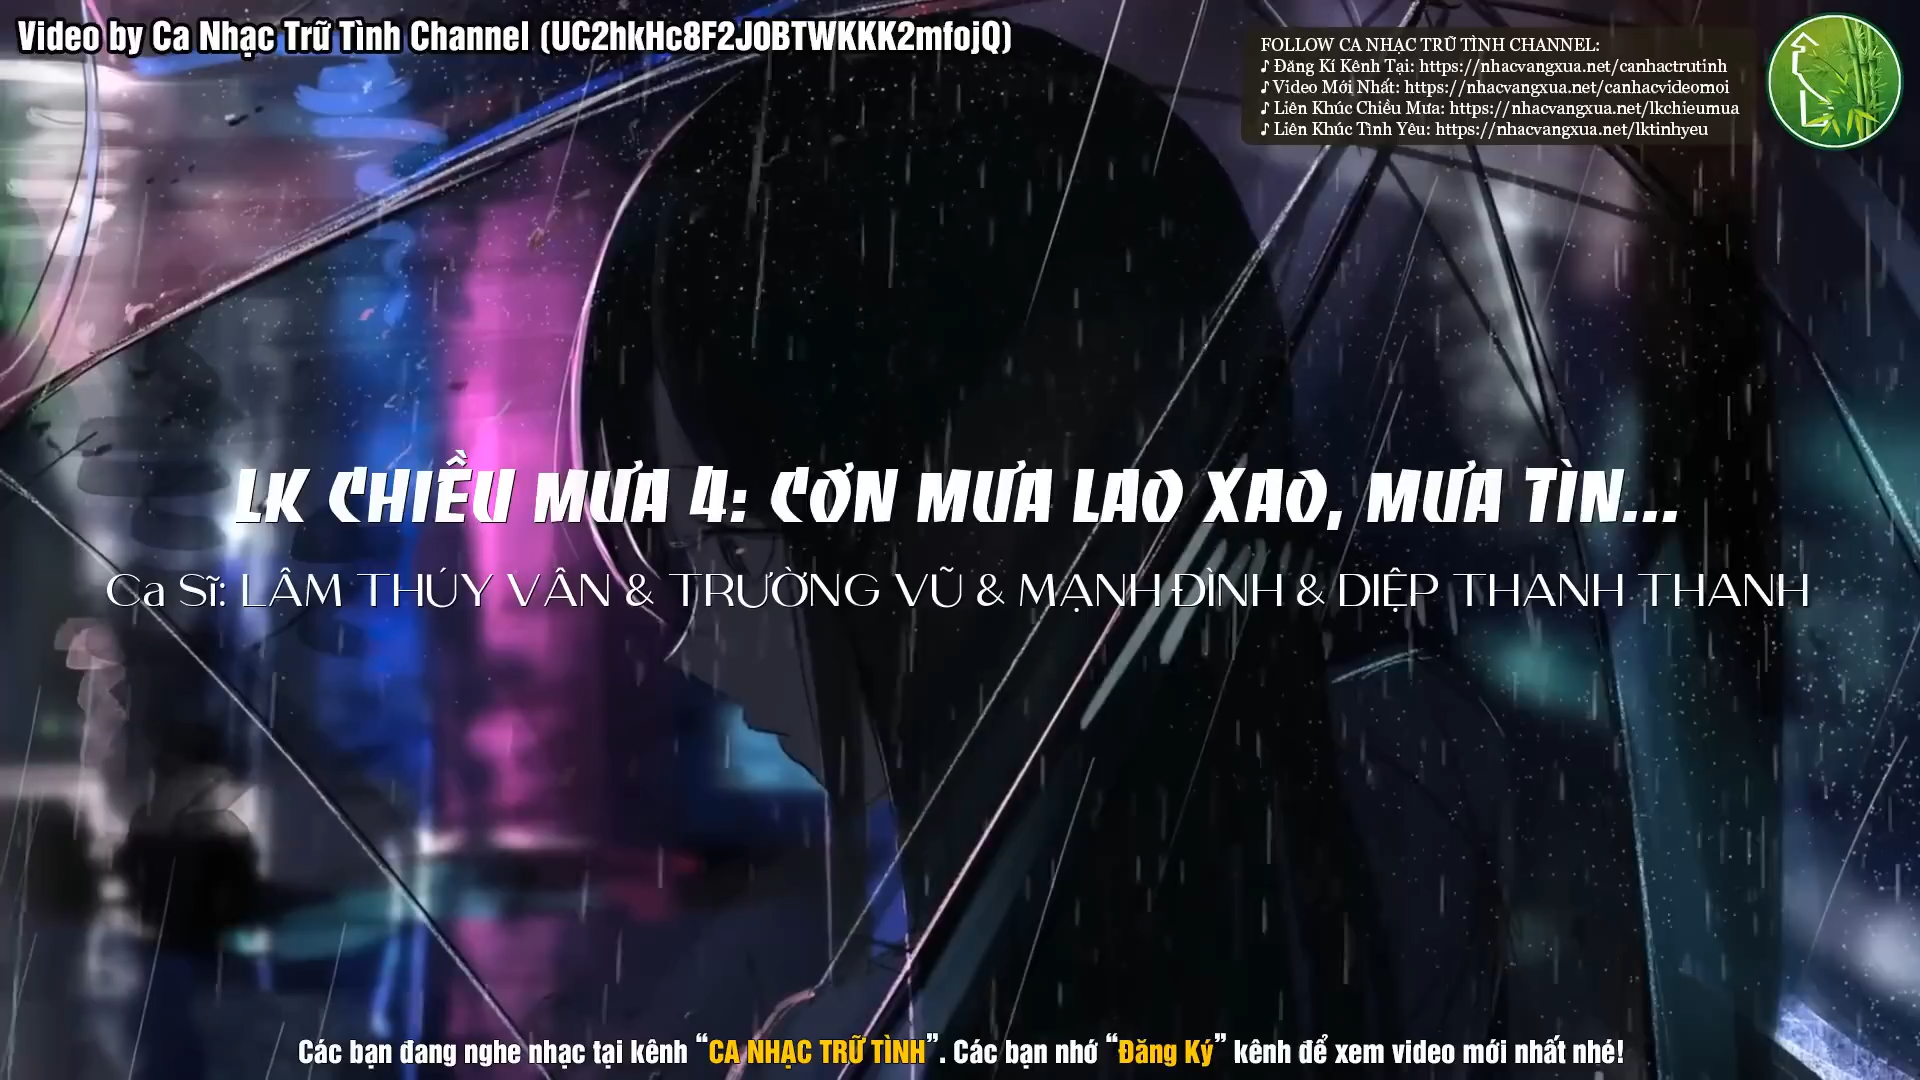 Video by Ca Nhạc Trữ Tình Channel (UC2hkHc8F2J0BTWKKK2mfojQ)
FOLLOW CA NHẠC TRỮ TÌNH CHANNEL:
♪ Đăng Kí Kênh Tại: https://nhacvangxua.net/canhactrutinh
♪ Video Mới Nhất: https://nhacvangxua.net/canhacvideomoi
♪ Liên Khúc Chiều Mưa: https://nhacvangxua.net/lkchieumua
♪ Liên Khúc Tình Yêu: https://nhacvangxua.net/lktinhyeu
LK CHIỀU MƯA 4: CƠN MƯA LAO XAO, MƯA TÌN...
Ca Sĩ: LÂM THÚY VÂN & TRƯỜNG VŨ & MẠNH ĐÌNH & DIỆP THANH THANH
Các bạn đang nghe nhạc tại kênh “CA NHẠC TRỮ TÌNH”. Các bạn nhớ “Đăng Ký” kênh để xem video mới nhất nhé!